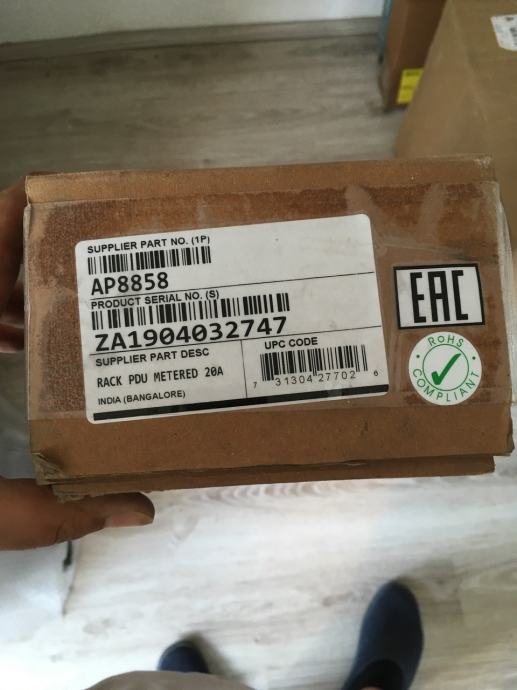 SUPPLIER PART NO. (1P)
AP8858
PRODUCT SERIAL NO. (S)
ZA1904032747
SUPPLIER PART DESC
RACK PDU METERED 20A
INDIA (BANGALORE)
UPC CODE
7 31304 27702 6
EAC
ROHS
COMPLIANT